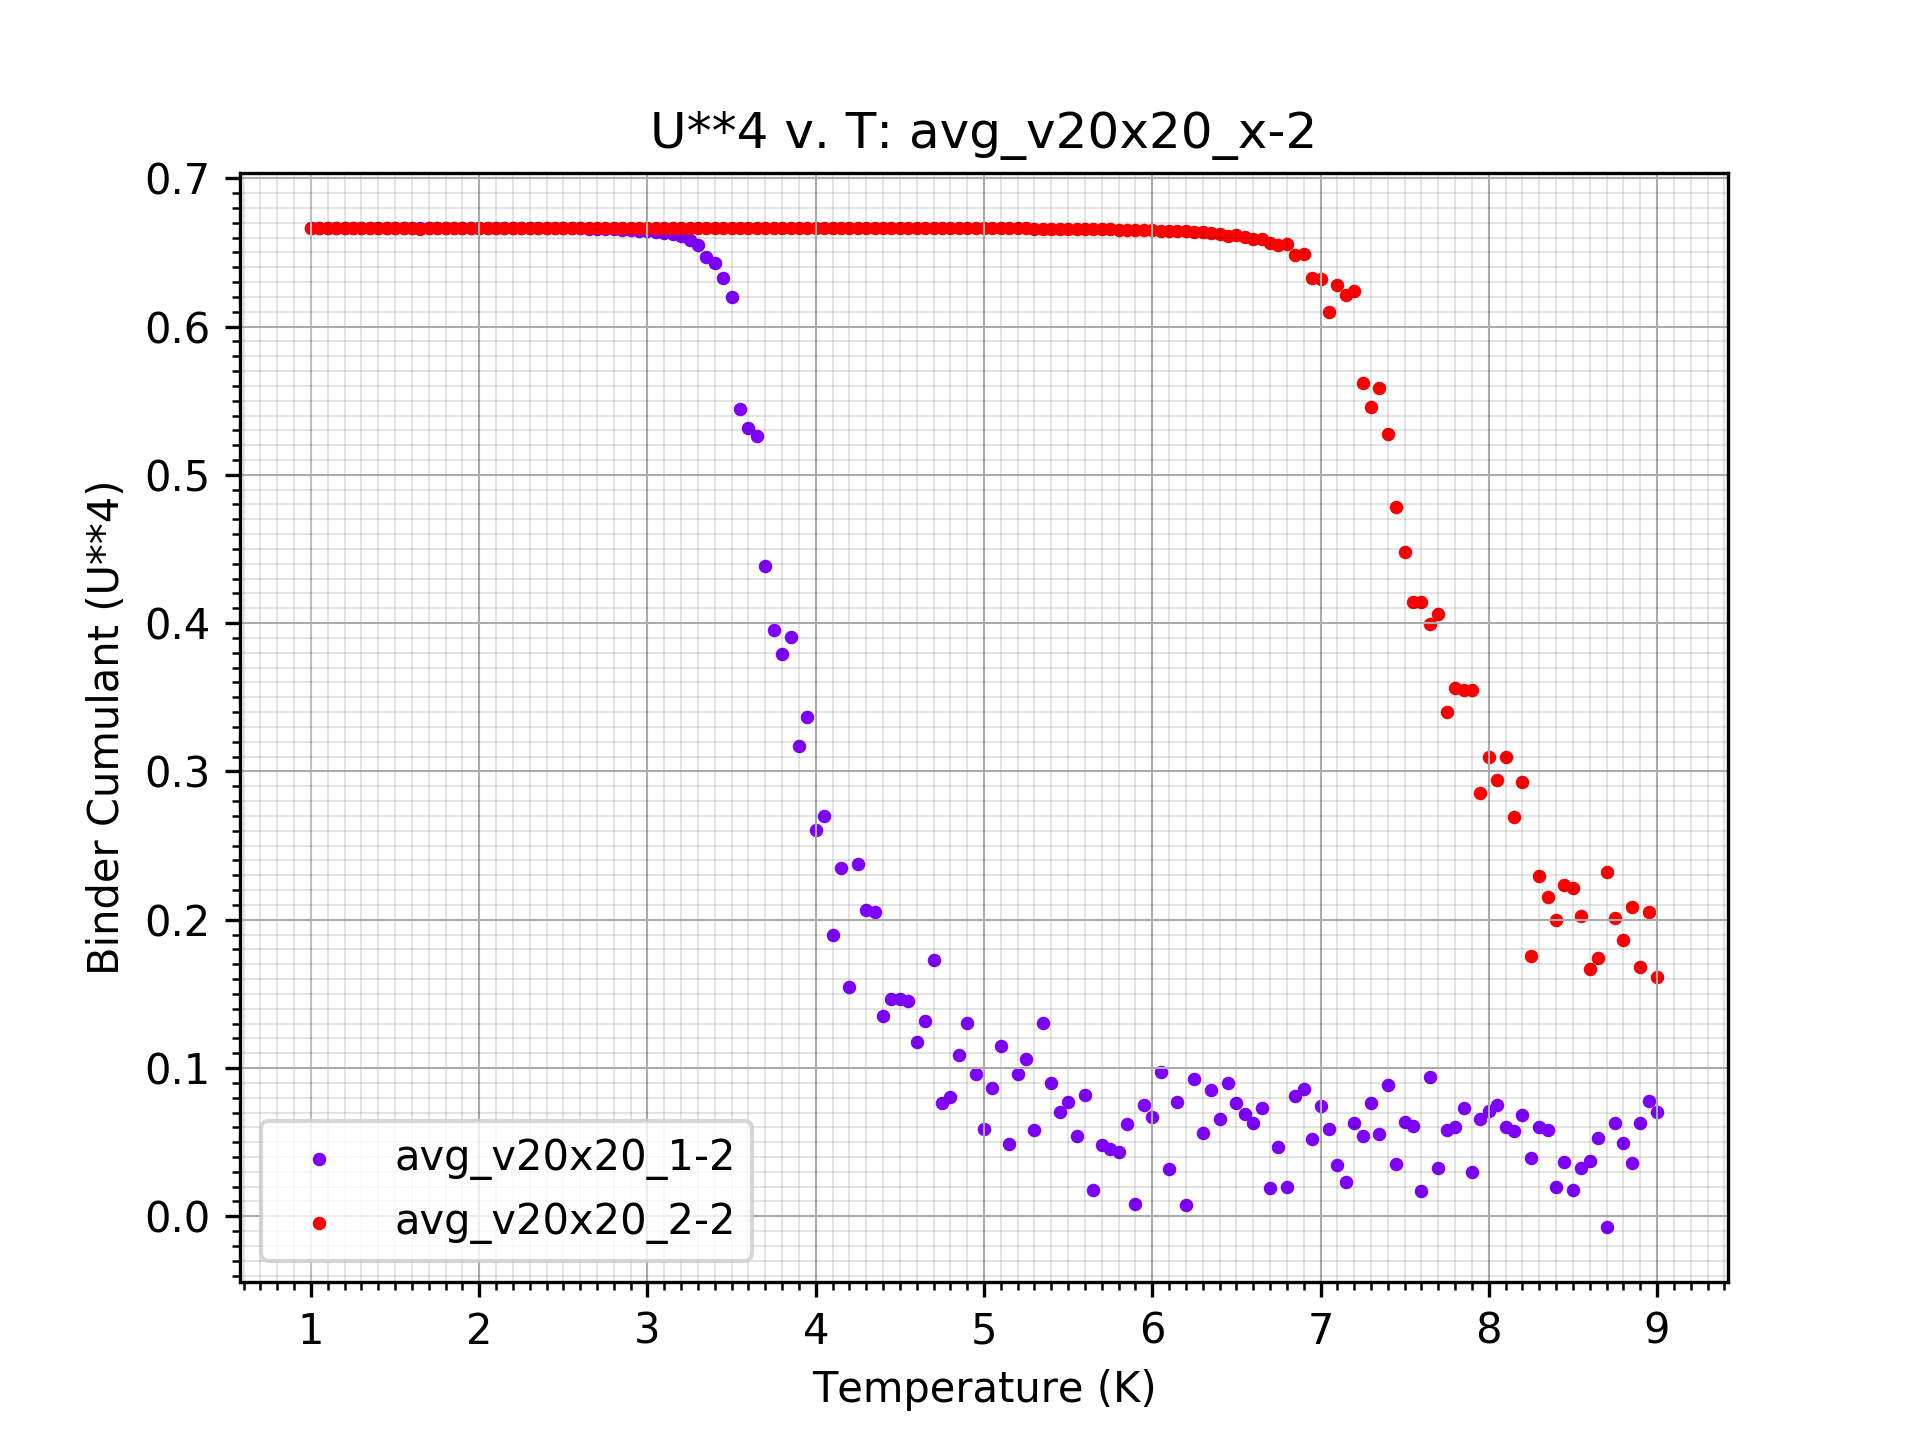 U**4 v. T: avg_v20x20_x-2
0.7
0.6
0.5
0.4
0.3
0.2
0.1
0.0
Binder Cumulant (U**4)
avg_v20x20_1-2
avg_v20x20_2-2
1 2 3 4 5 6 7 8 9
Temperature (K)